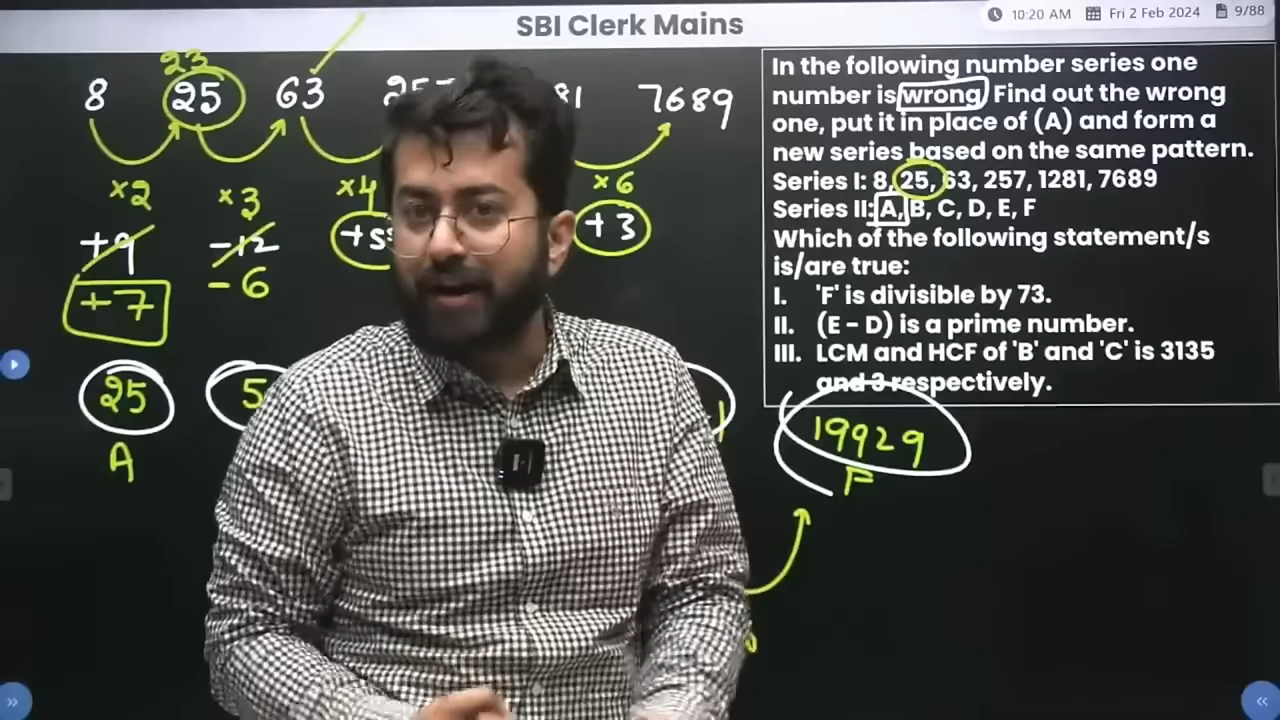 SBI Clerk Mains
10:20 AM Fri 2 Feb 2024 9/88
23
8 25 63 7689
×2 ×3 ×4 ×6
+9 -12 +5 +3
+7 -6
25 5 19929
A F
In the following number series one
number is wrong. Find out the wrong
one, put it in place of (A) and form a
new series based on the same pattern.
Series I: 8, 25, 63, 257, 1281, 7689
Series II: A, B, C, D, E, F
Which of the following statement/s
is/are true:
I. 'F' is divisible by 73.
II. (E – D) is a prime number.
III. LCM and HCF of 'B' and 'C' is 3135
and 3 respectively.